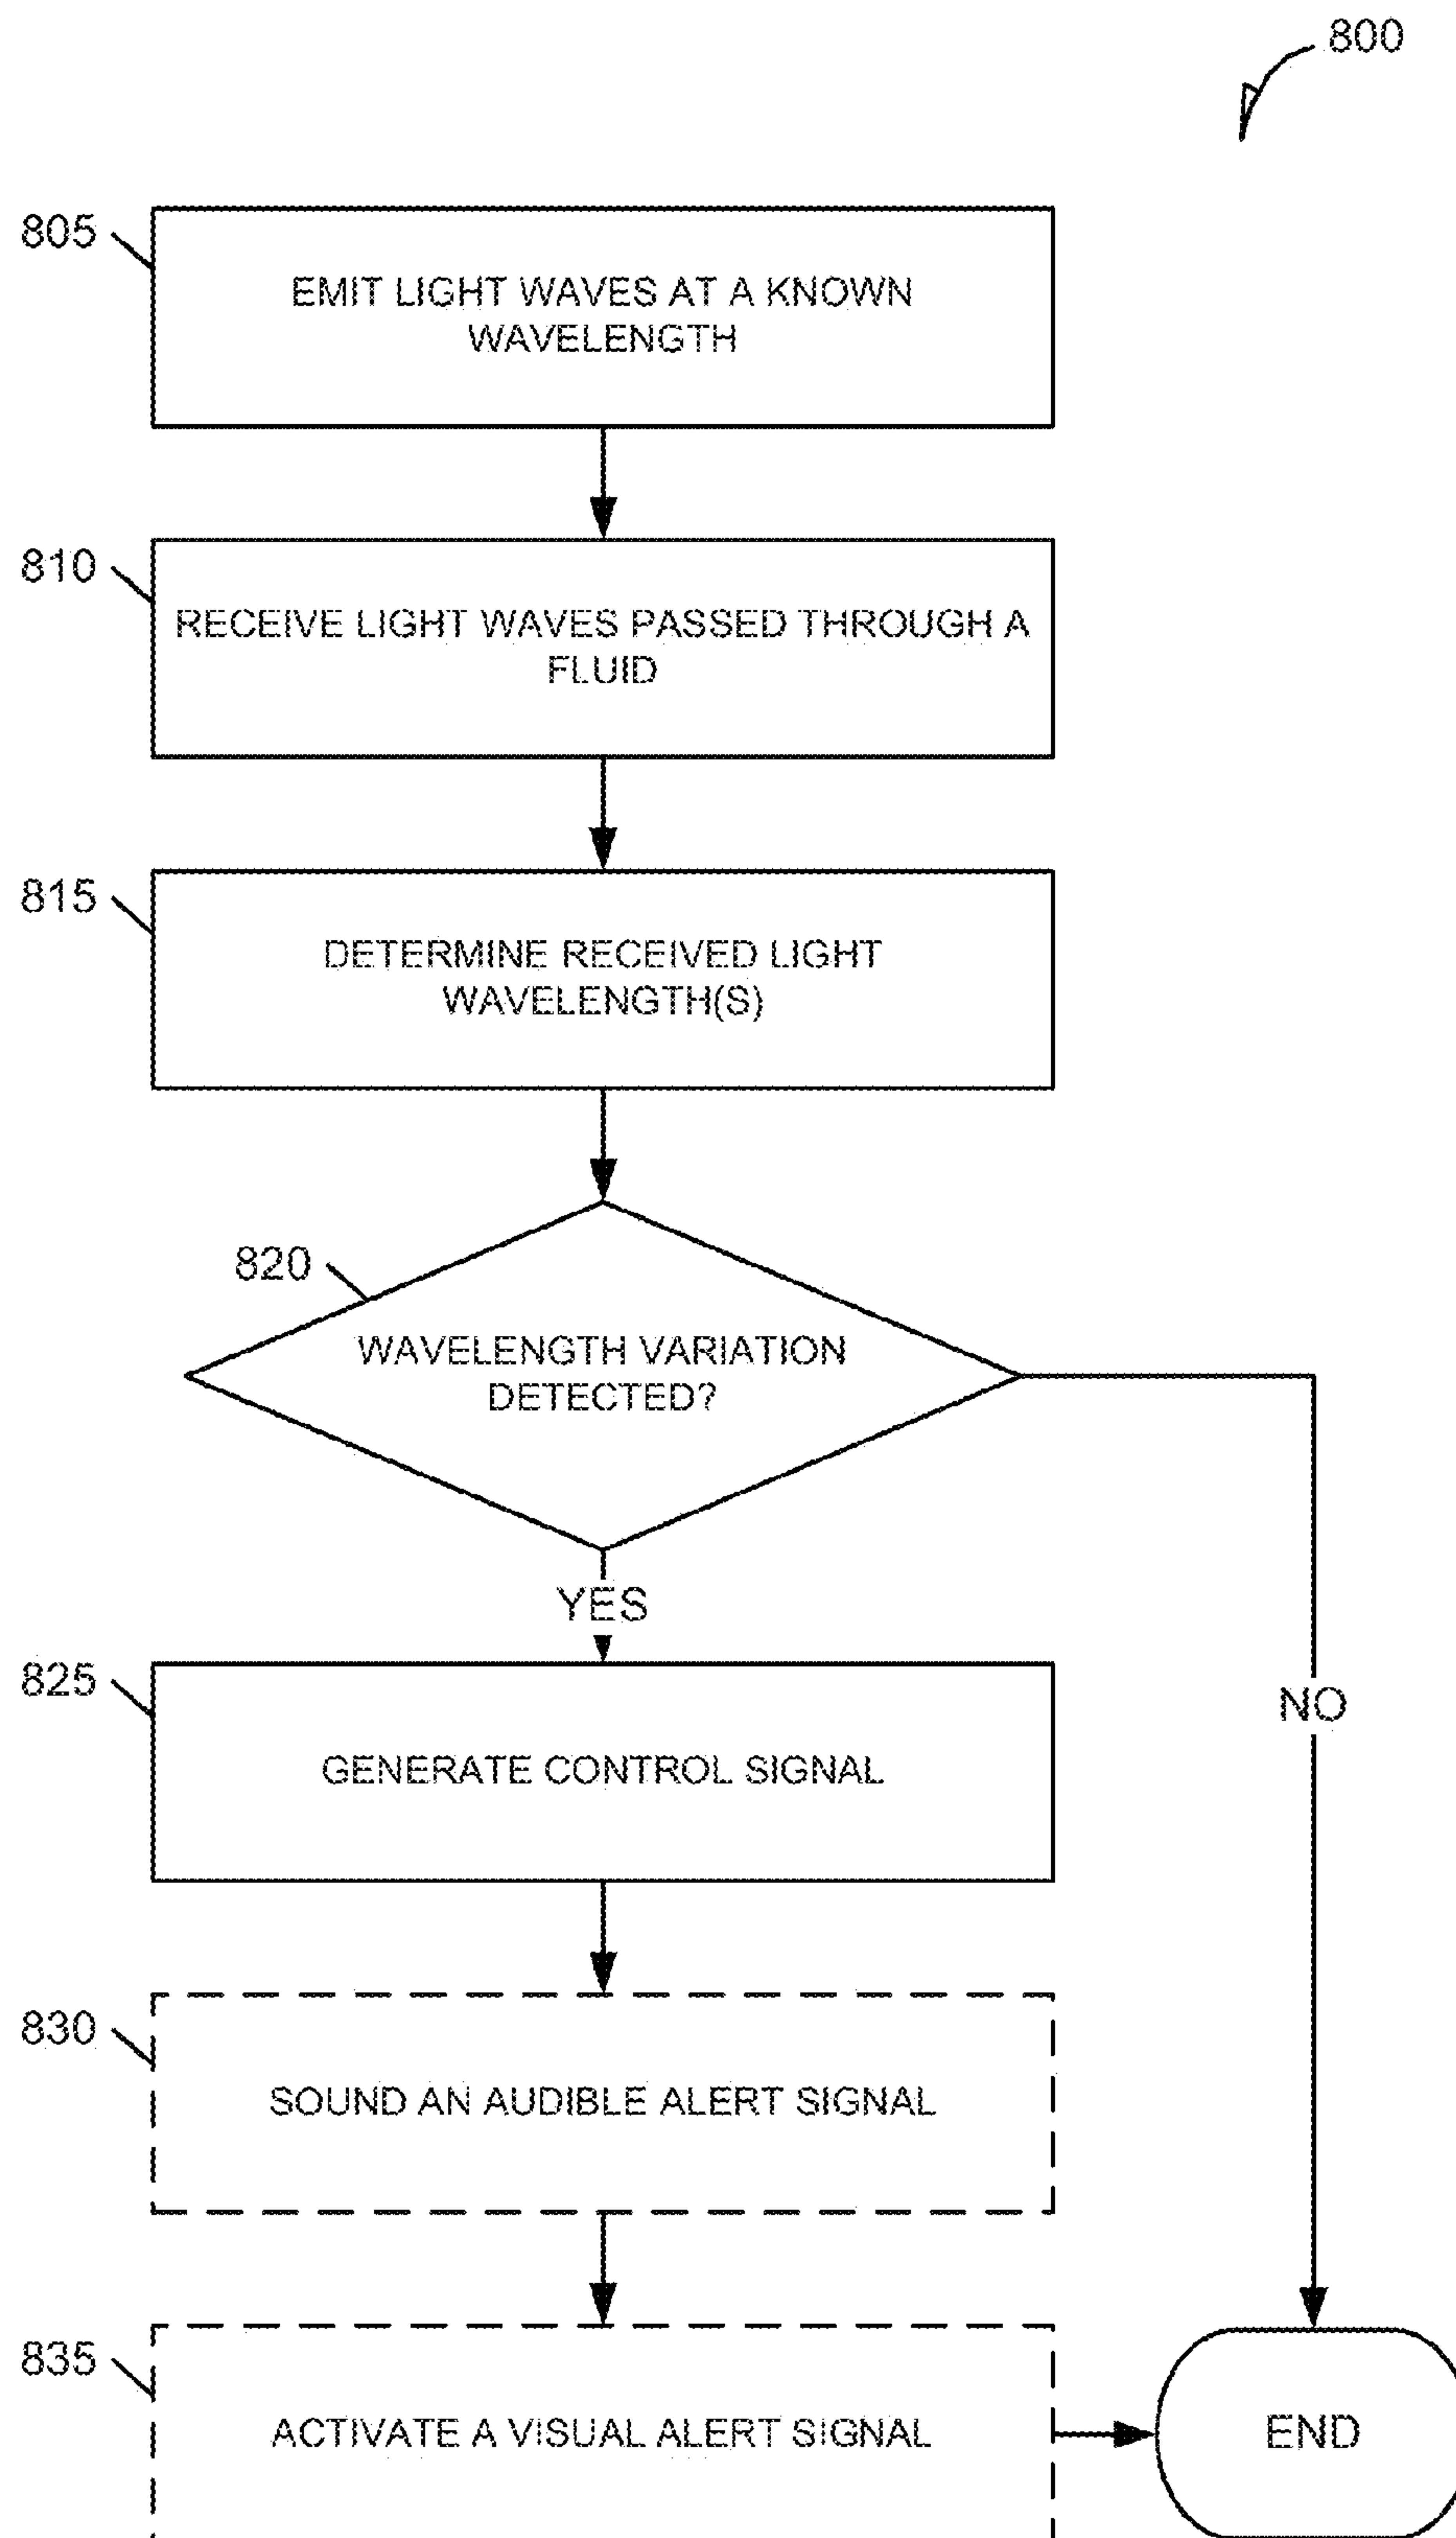 800
805
EMIT LIGHT WAVES AT A KNOWN
WAVELENGTH
810
RECEIVE LIGHT WAVES PASSED THROUGH A
FLUID
815
DETERMINE RECEIVED LIGHT
WAVELENGTH(S)
820
WAVELENGTH VARIATION
DETECTED?
YES
825
GENERATE CONTROL SIGNAL
NO
830
SOUND AN AUDIBLE ALERT SIGNAL
835
ACTIVATE A VISUAL ALERT SIGNAL
END